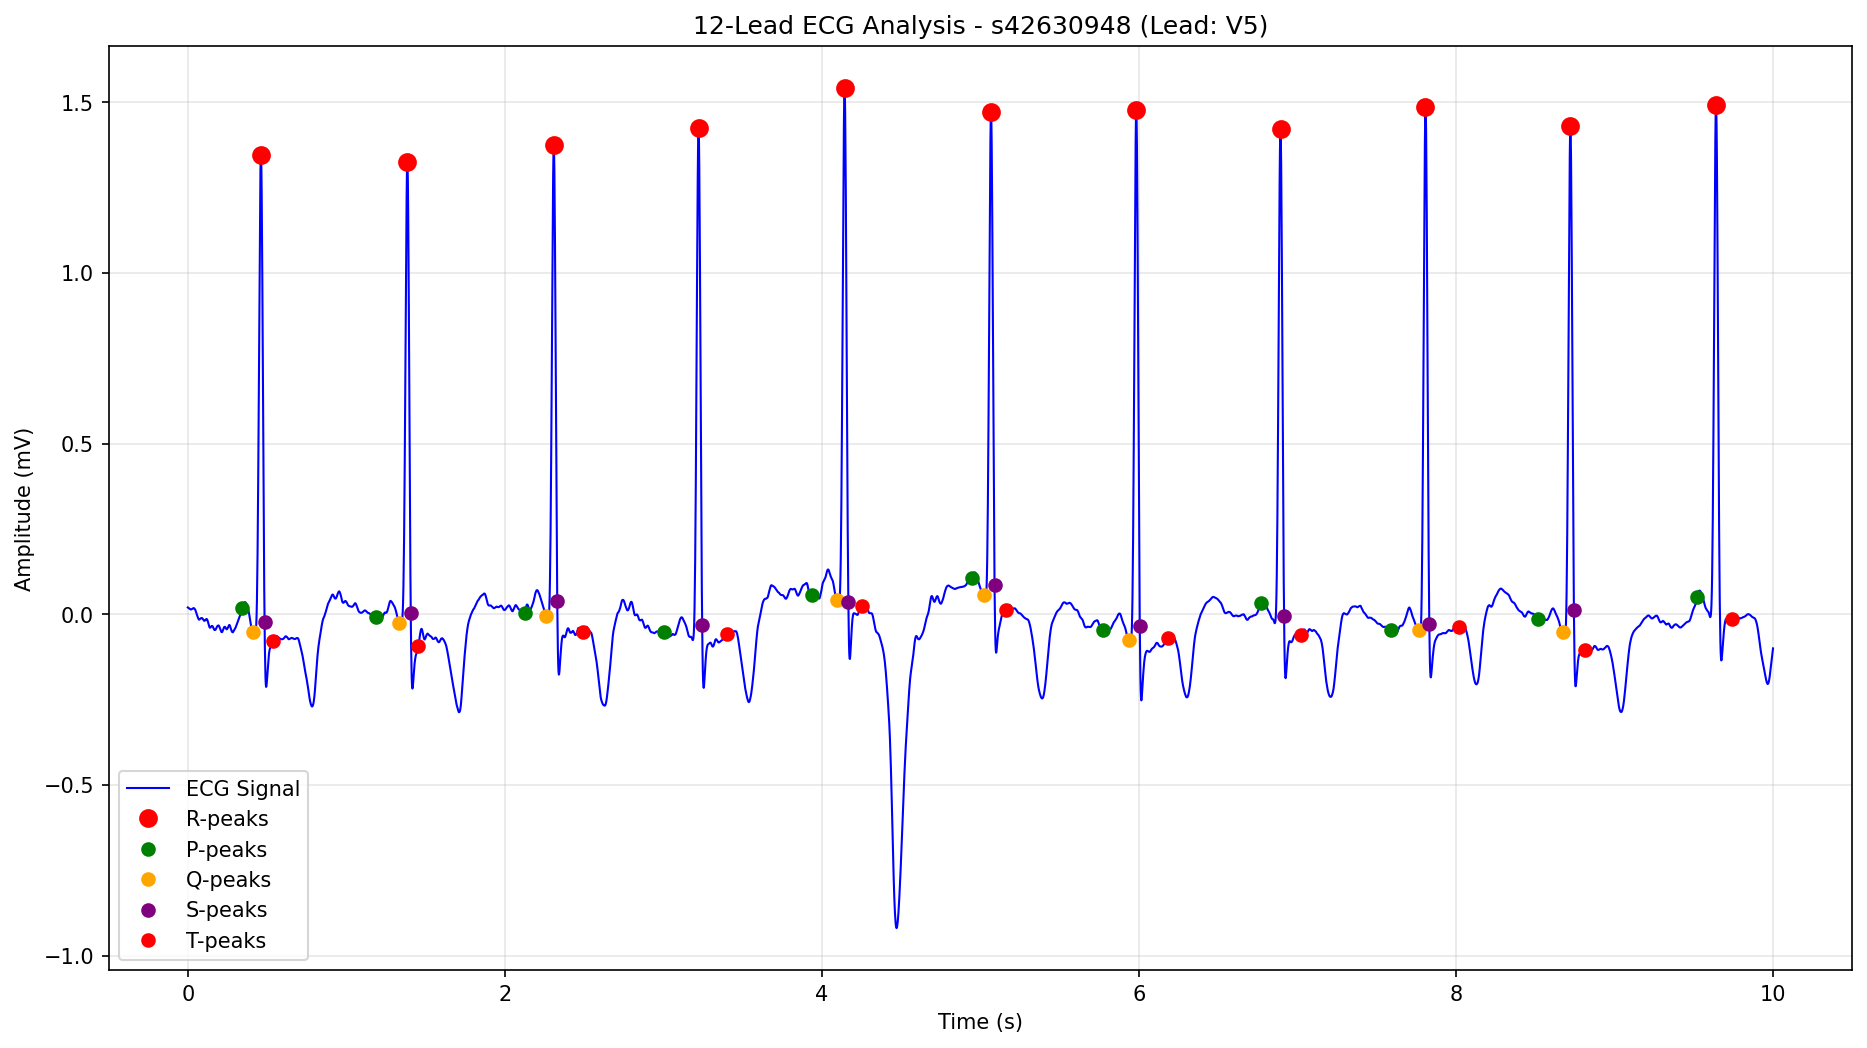 12-Lead ECG Analysis - s42630948 (Lead: V5)
Amplitude (mV)
1.5
1.0
0.5
0.0
−0.5
−1.0
ECG Signal
R-peaks
P-peaks
Q-peaks
S-peaks
T-peaks
0 2 4 6 8 10
Time (s)